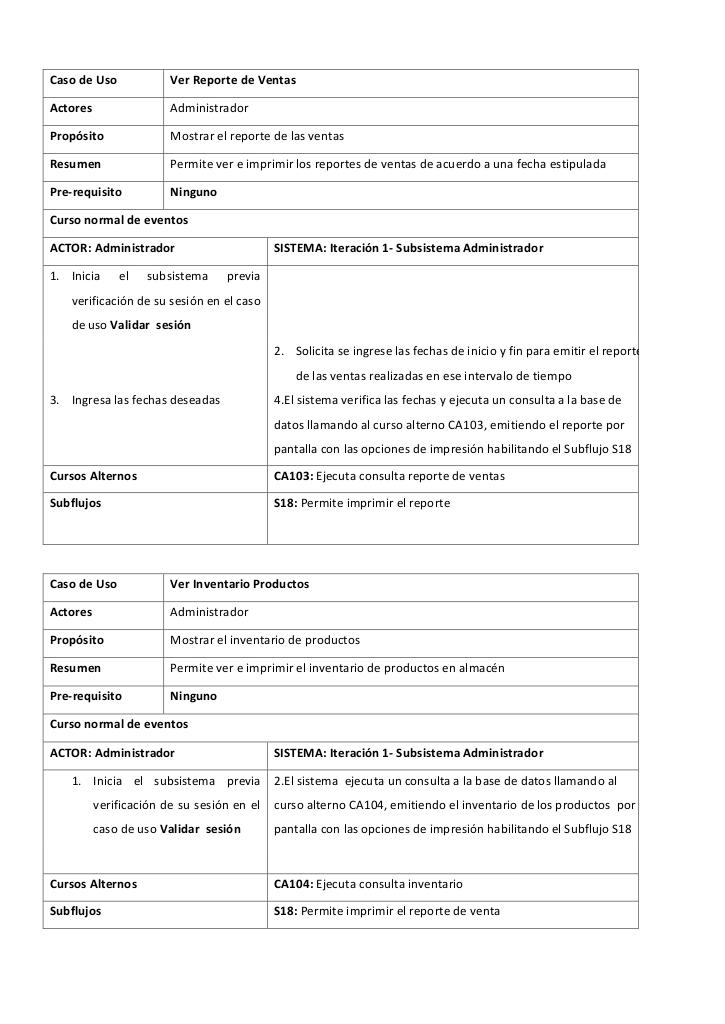 Caso de Uso Ver Reporte de Ventas
Actores Administrador
Propósito Mostrar el reporte de las ventas
Resumen Permite ver e imprimir los reportes de ventas de acuerdo a una fecha estipulada
Pre-requisito Ninguno
Curso normal de eventos
ACTOR: Administrador SISTEMA: Iteración 1- Subsistema Administrador
1. Inicia el subsistema previa
verificación de su sesión en el caso
de uso Validar sesión
2. Solicita se ingrese las fechas de inicio y fin para emitir el reporte
de las ventas realizadas en ese intervalo de tiempo
3. Ingresa las fechas deseadas
4.El sistema verifica las fechas y ejecuta un consulta a la base de
datos llamando al curso alterno CA103, emitiendo el reporte por
pantalla con las opciones de impresión habilitando el Subflujo S18
Cursos Alternos CA103: Ejecuta consulta reporte de ventas
Subflujos S18: Permite imprimir el reporte
Caso de Uso Ver Inventario Productos
Actores Administrador
Propósito Mostrar el inventario de productos
Resumen Permite ver e imprimir el inventario de productos en almacén
Pre-requisito Ninguno
Curso normal de eventos
ACTOR: Administrador SISTEMA: Iteración 1- Subsistema Administrador
1. Inicia el subsistema previa
verificación de su sesión en el
caso de uso Validar sesión
2.El sistema ejecuta un consulta a la base de datos llamando al
curso alterno CA104, emitiendo el inventario de los productos por
pantalla con las opciones de impresión habilitando el Subflujo S18
Cursos Alternos CA104: Ejecuta consulta inventario
Subflujos S18: Permite imprimir el reporte de venta